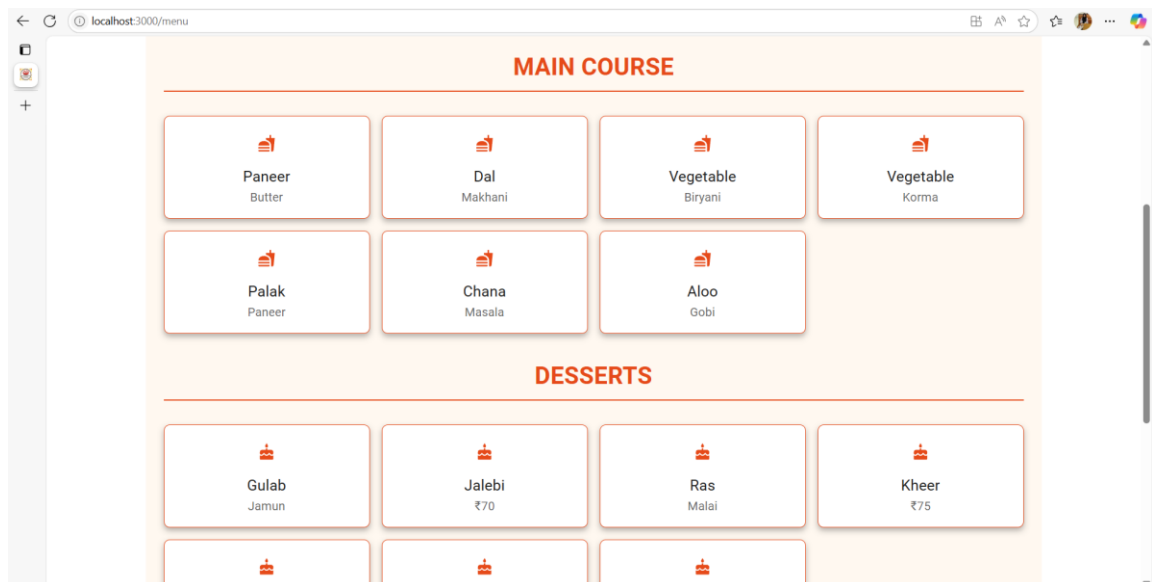 localhost:3000/menu
MAIN COURSE
Paneer
Butter
Dal
Makhani
Vegetable
Biryani
Vegetable
Korma
Palak
Paneer
Chana
Masala
Aloo
Gobi
DESSERTS
Gulab
Jamun
Jalebi
₹70
Ras
Malai
Kheer
₹75